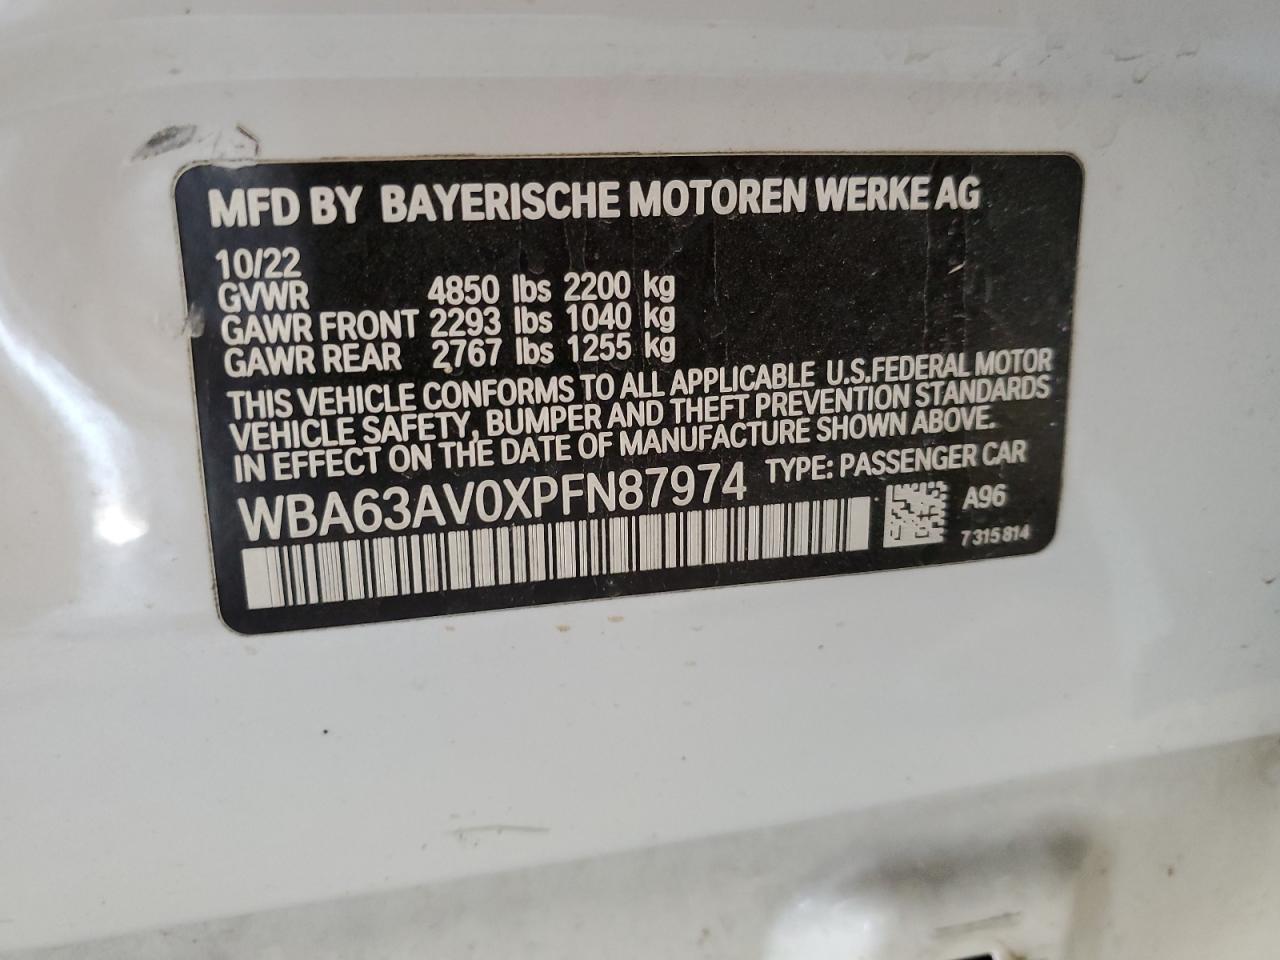 MFD BY BAYERISCHE MOTOREN WERKE AG
10/22
GVWR 4850 lbs 2200 kg
GAWR FRONT 2293 lbs 1040 kg
GAWR REAR 2767 lbs 1255 kg
THIS VEHICLE CONFORMS TO ALL APPLICABLE U.S.FEDERAL MOTOR
VEHICLE SAFETY, BUMPER AND THEFT PREVENTION STANDARDS
IN EFFECT ON THE DATE OF MANUFACTURE SHOWN ABOVE.
WBA63AV0XPFN87974 TYPE: PASSENGER CAR
A96
7 315 814